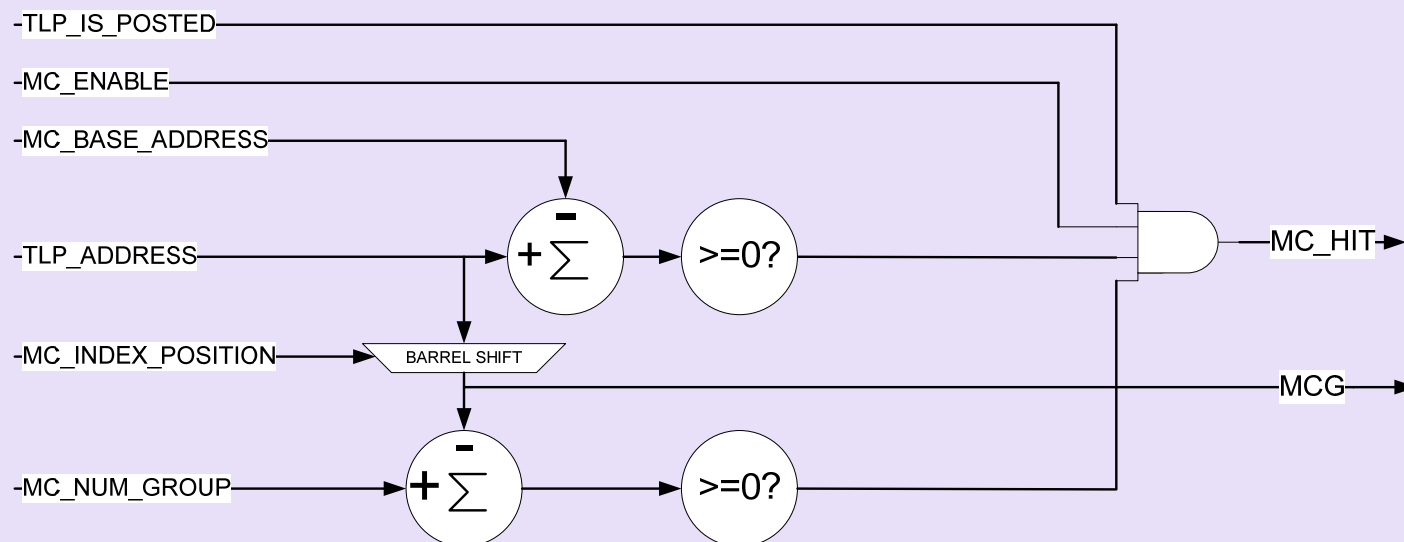 TLP_IS_POSTED
MC_ENABLE
MC_BASE_ADDRESS
-
TLP_ADDRESS
+ Σ
>=0?
MC_HIT
MC_INDEX_POSITION
BARREL SHIFT
MCG
-
MC_NUM_GROUP
+ Σ
>=0?